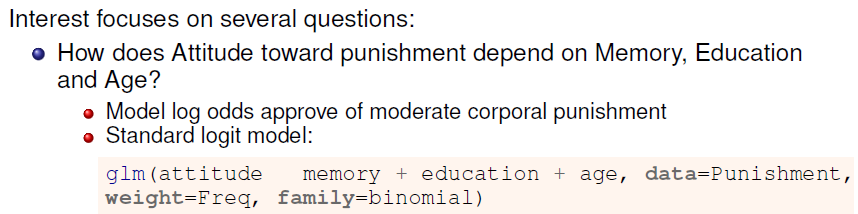 Interest focuses on several questions:
How does Attitude toward punishment depend on Memory, Education
and Age?
Model log odds approve of moderate corporal punishment
Standard logit model:
glm(attitude memory + education + age, data=Punishment,
weight=Freq, family=binomial)